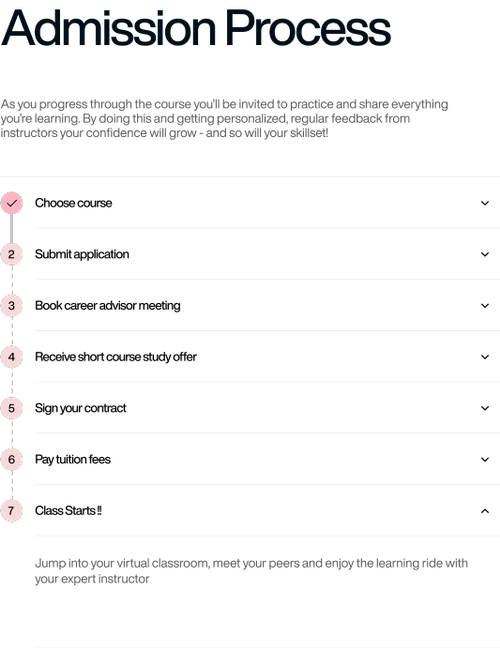 Admission Process
As you progress through the course you'll be invited to practice and share everything
you're learning. By doing this and getting personalized, regular feedback from
instructors your confidence will grow - and so will your skillset!
Choose course
2 Submit application
3 Book career advisor meeting
4 Receive short course study offer
5 Sign your contract
6 Pay tuition fees
7 Class Starts !!
Jump into your virtual classroom, meet your peers and enjoy the learning ride with
your expert instructor